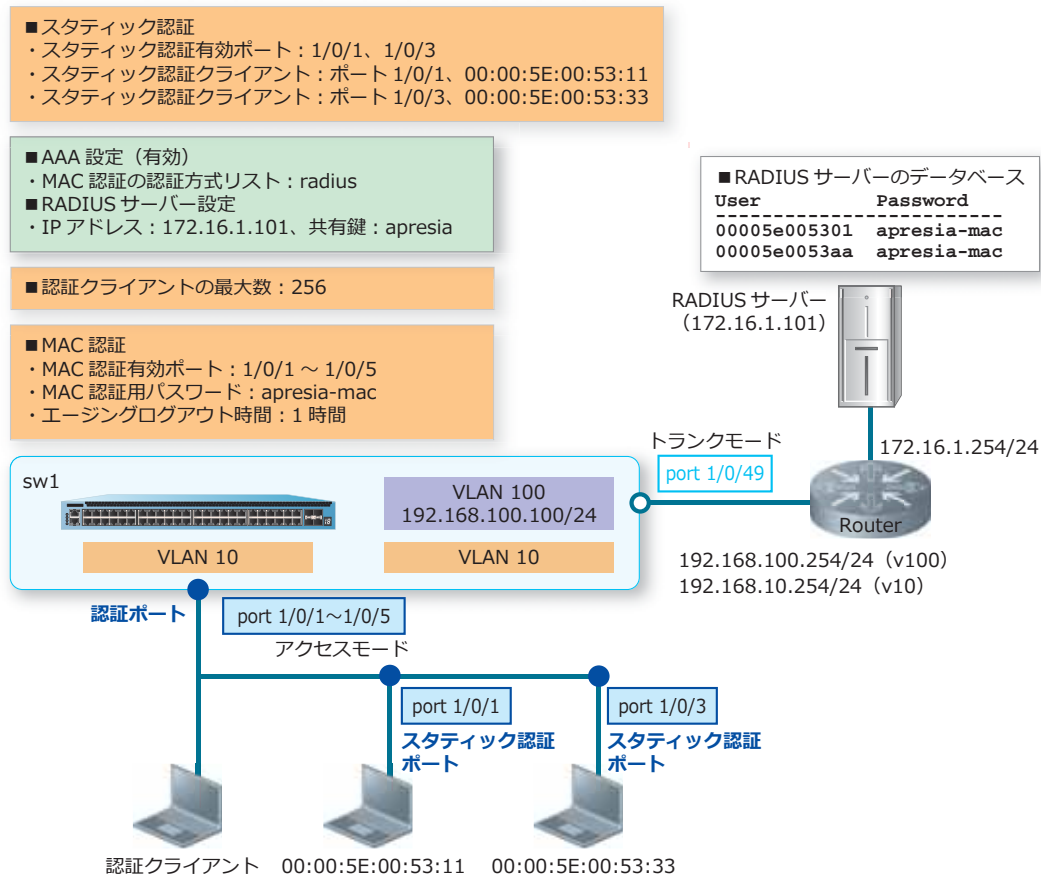 ■スタティック認証
・スタティック認証有効ポート：1/0/1、1/0/3
・スタティック認証クライアント：ポート 1/0/1、00:00:5E:00:53:11
・スタティック認証クライアント：ポート 1/0/3、00:00:5E:00:53:33
■AAA 設定（有効）
・MAC 認証の認証方式リスト：radius
■RADIUS サーバー設定
・IP アドレス：172.16.1.101、共有鍵：apresia
■認証クライアントの最大数：256
■MAC 認証
・MAC 認証有効ポート：1/0/1 ～ 1/0/5
・MAC 認証用パスワード：apresia-mac
・エージングログアウト時間：1 時間
■RADIUS サーバーのデータベース
User Password
-------------------------
00005e005301 apresia-mac
00005e0053aa apresia-mac
RADIUS サーバー
（172.16.1.101）
172.16.1.254/24
トランクモード
port 1/0/49
Router
192.168.100.254/24（v100）
192.168.10.254/24（v10）
sw1
VLAN 100
192.168.100.100/24
VLAN 10
VLAN 10
認証ポート
port 1/0/1～1/0/5
アクセスモード
port 1/0/1
スタティック認証
ポート
port 1/0/3
スタティック認証
ポート
認証クライアント
00:00:5E:00:53:11
00:00:5E:00:53:33